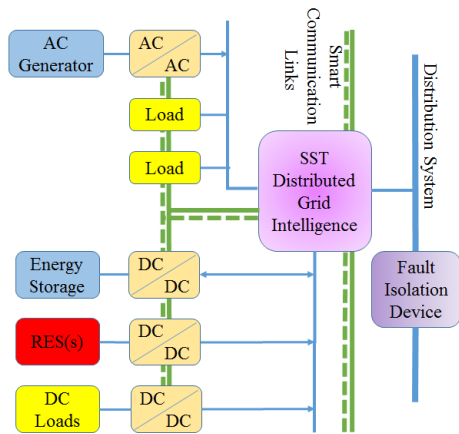 AC
Generator
AC
AC
Load
Load
Smart
Communication
Links
SST
Distributed
Grid
Intelligence
Distribution System
Fault
Isolation
Device
Energy
Storage
DC
DC
RES(s)
DC
DC
DC
Loads
DC
DC